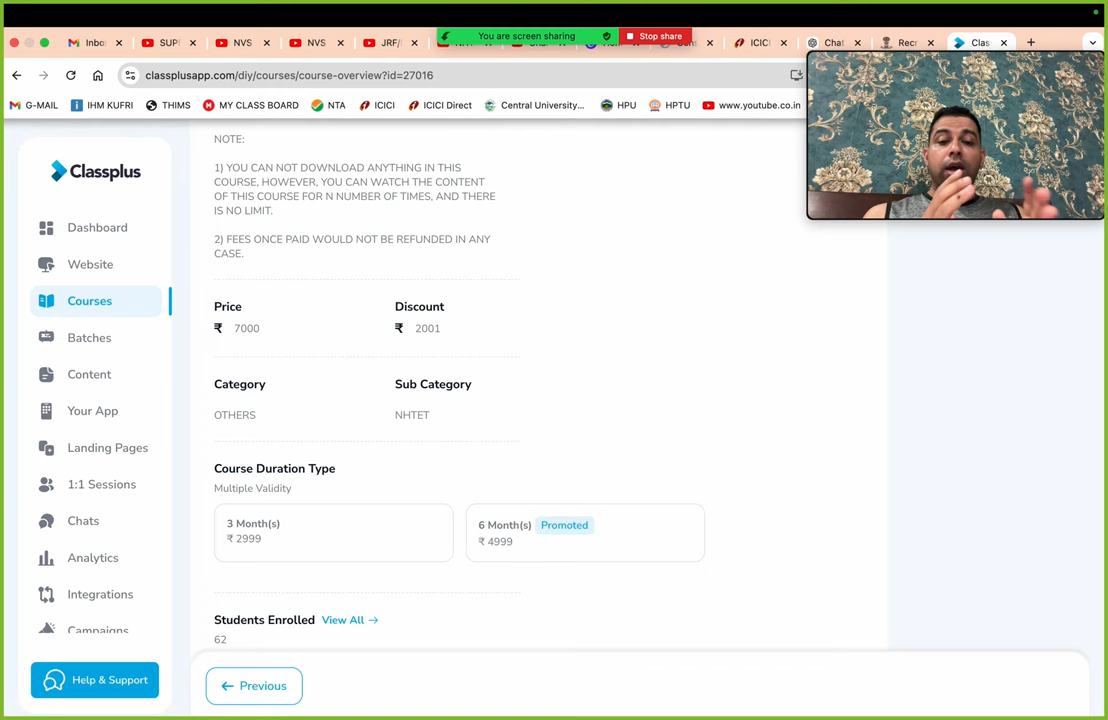 You are screen sharing
Stop share
Inbo
SUPE
NVS
NVS
JRF/
ICICI
Chat
Recr
Clas
classplusapp.com/diy/courses/course-overview?id=27016
G-MAIL
IHM KUFRI
THIMS
MY CLASS BOARD
NTA
ICICI
ICICI Direct
Central University...
HPU
HPTU
www.youtube.co.in
Classplus
Dashboard
Website
Courses
Batches
Content
Your App
Landing Pages
1:1 Sessions
Chats
Analytics
Integrations
Campaigns
Help & Support
NOTE:
1) YOU CAN NOT DOWNLOAD ANYTHING IN THIS
COURSE, HOWEVER, YOU CAN WATCH THE CONTENT
OF THIS COURSE FOR N NUMBER OF TIMES, AND THERE
IS NO LIMIT.
2) FEES ONCE PAID WOULD NOT BE REFUNDED IN ANY
CASE.
Price
₹ 7000
Discount
₹ 2001
Category
OTHERS
Sub Category
NHTET
Course Duration Type
Multiple Validity
3 Month(s)
₹ 2999
6 Month(s) Promoted
₹ 4999
Students Enrolled View All →
62
← Previous